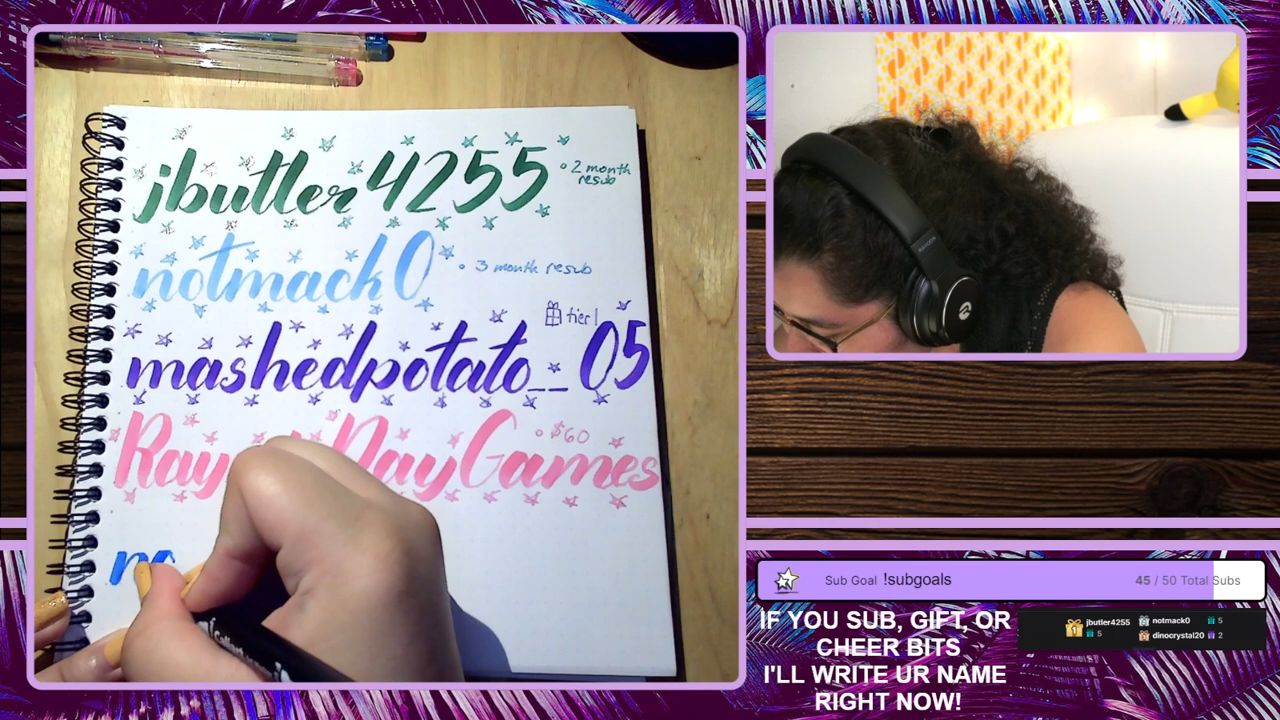 jbutler4255
2 month
resub
notmack0
3 month resub
tier 1
mashedpotato__05
$60
DayGames
no
Sub Goal !subgoals
45 / 50 Total Subs
IF YOU SUB, GIFT, OR
CHEER BITS
I'LL WRITE UR NAME
RIGHT NOW!
1 jbutler4255 5
notmack0 5
dinocrystal20 2